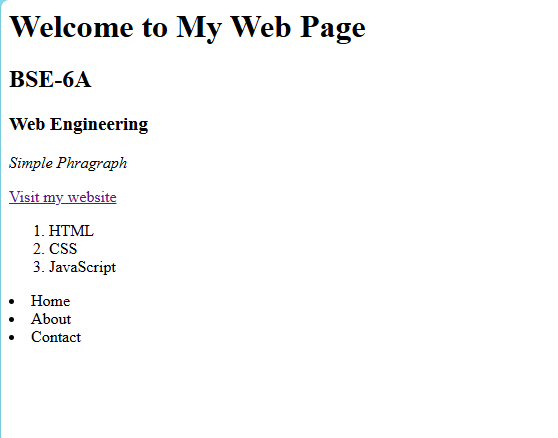 Welcome to My Web Page
BSE-6A
Web Engineering
Simple Phragraph
Visit my website
1. HTML
2. CSS
3. JavaScript
• Home
• About
• Contact